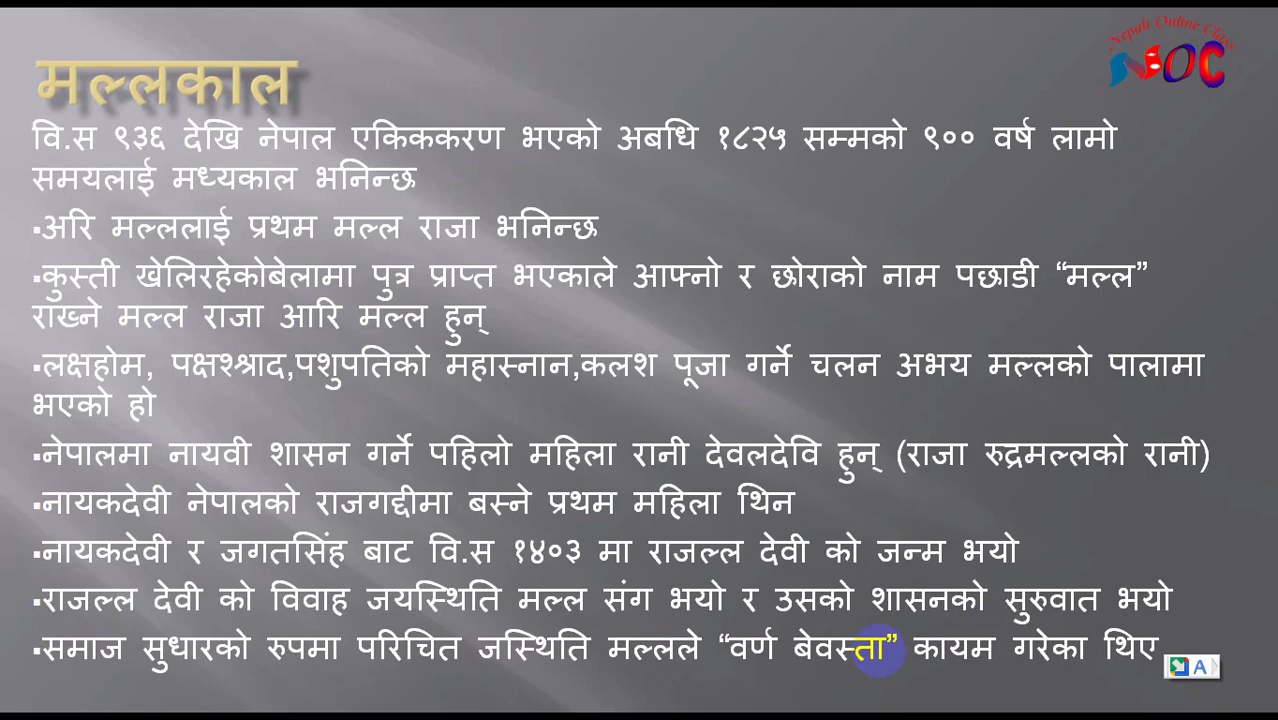 Nepali Online Class
NOC
मल्लकाल
वि.स ९३६ देखि नेपाल एकिककरण भएको अबधि १८२५ सम्मको ९०० वर्ष लामो
समयलाई मध्यकाल भनिन्छ
▪अरि मल्ललाई प्रथम मल्ल राजा भनिन्छ
▪कुस्ती खेलिरहेकोबेलामा पुत्र प्राप्त भएकाले आफ्नो र छोराको नाम पछाडी “मल्ल”
राख्ने मल्ल राजा आरि मल्ल हुन्
▪लक्षहोम, पक्षश्श्राद,पशुपतिको महास्नान,कलश पूजा गर्ने चलन अभय मल्लको पालामा
भएको हो
▪नेपालमा नायवी शासन गर्ने पहिलो महिला रानी देवलदेवि हुन् (राजा रुद्रमल्लको रानी)
▪नायकदेवी नेपालको राजगद्दीमा बस्ने प्रथम महिला थिन
▪नायकदेवी र जगतसिंह बाट वि.स १४०३ मा राजल्ल देवी को जन्म भयो
▪राजल्ल देवी को विवाह जयस्थिति मल्ल संग भयो र उसको शासनको सुरुवात भयो
▪समाज सुधारको रुपमा परिचित जस्थिति मल्लले “वर्ण बेवस्ता” कायम गरेका थिए
A